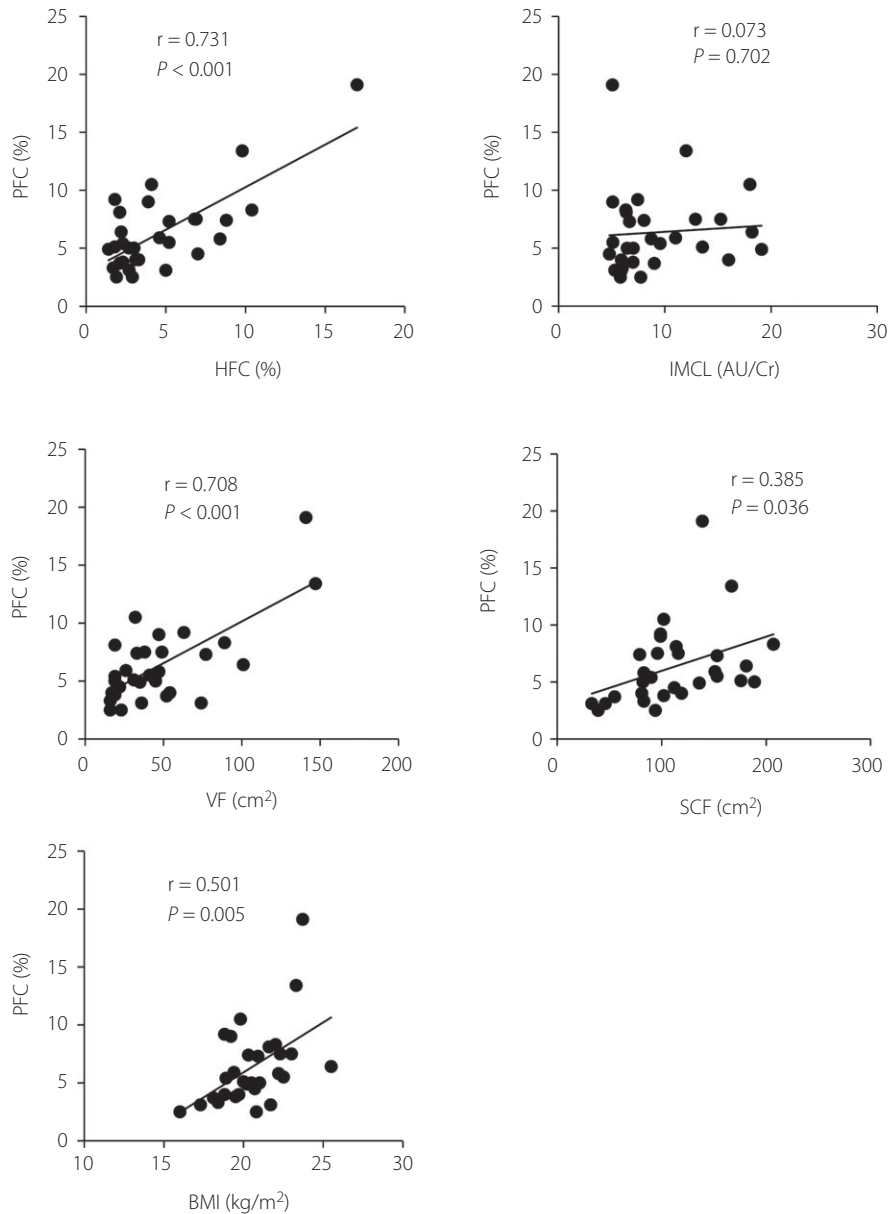 r = 0.731
P < 0.001
PFC (%)
25
20
15
10
5
0
0 5 10 15 20
HFC (%)
r = 0.073
P = 0.702
PFC (%)
25
20
15
10
5
0
0 10 20 30
IMCL (AU/Cr)
r = 0.708
P < 0.001
PFC (%)
25
20
15
10
5
0
0 50 100 150 200
VF (cm²)
r = 0.385
P = 0.036
PFC (%)
25
20
15
10
5
0
0 100 200 300
SCF (cm²)
r = 0.501
P = 0.005
PFC (%)
25
20
15
10
5
0
10 15 20 25 30
BMI (kg/m²)